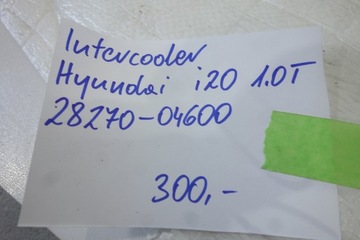 Intercooler
Hyundai i20 1.0T
28270-04600
300,-